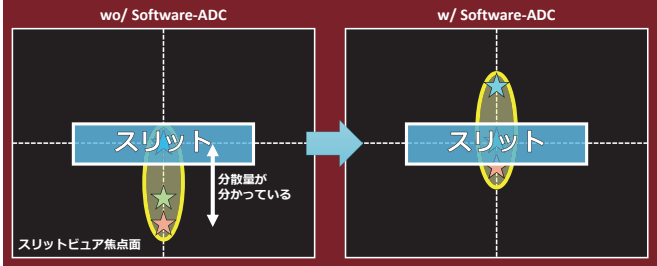 wo/ Software-ADC
w/ Software-ADC
スリット
スリット
分散量が
分かっている
スリットビュア焦点面